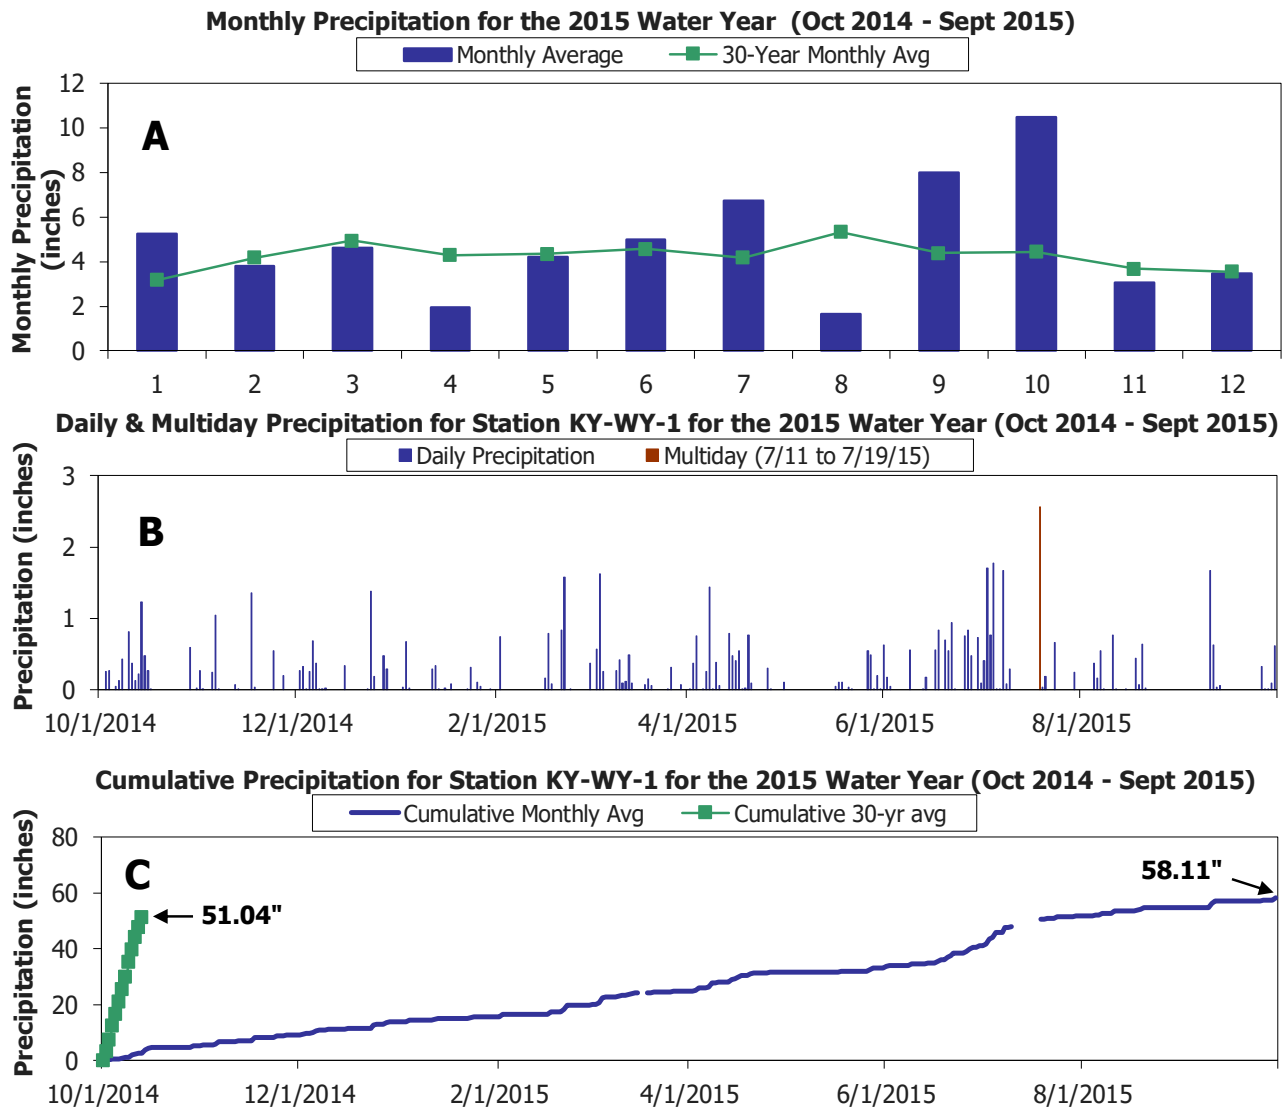 Monthly Precipitation for the 2015 Water Year  (Oct 2014 - Sept 2015)
Monthly Average 30-Year Monthly Avg
Monthly Precipitation
(inches)
12
10
8
6
4
2
0
A
1 2 3 4 5 6 7 8 9 10 11 12
Daily & Multiday Precipitation for Station KY-WY-1 for the 2015 Water Year (Oct 2014 - Sept 2015)
Daily Precipitation Multiday (7/11 to 7/19/15)
Precipitation (inches)
3
2
1
0
B
10/1/2014 12/1/2014 2/1/2015 4/1/2015 6/1/2015 8/1/2015
Cumulative Precipitation for Station KY-WY-1 for the 2015 Water Year (Oct 2014 - Sept 2015)
Cumulative Monthly Avg Cumulative 30-yr avg
Precipitation (inches)
80
60
40
20
0
C
51.04"
58.11"
10/1/2014 12/1/2014 2/1/2015 4/1/2015 6/1/2015 8/1/2015